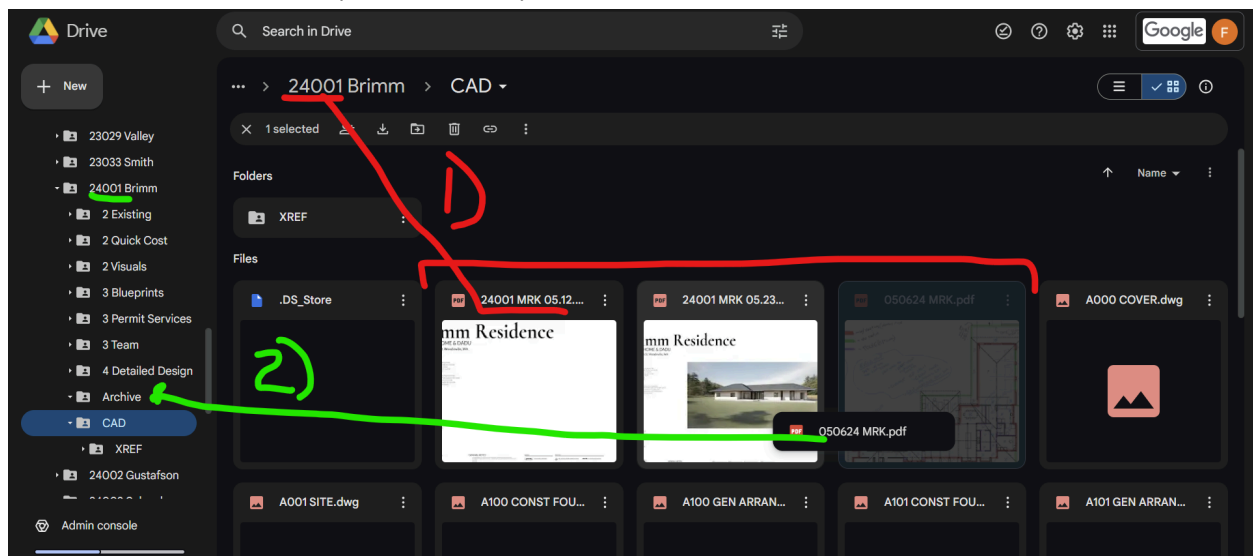 Drive
Search in Drive
Google
F
New
24001 Brimm
CAD
1 selected
23029 Valley
23033 Smith
24001 Brimm
2 Existing
2 Quick Cost
2 Visuals
3 Blueprints
3 Permit Services
3 Team
4 Detailed Design
Archive
CAD
XREF
24002 Gustafson
Admin console
1)
Folders
Name
XREF
Files
.DS_Store
24001 MRK 05.12....
24001 MRK 05.23...
050624 MRK.pdf
A000 COVER.dwg
2)
mm Residence
mm Residence
050624 MRK.pdf
A001 SITE.dwg
A100 CONST FOU...
A100 GEN ARRAN...
A101 CONST FOU...
A101 GEN ARRAN...